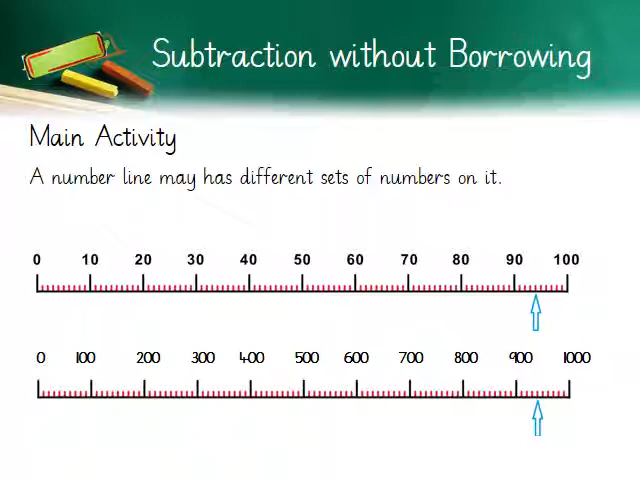 Subtraction without Borrowing
Main Activity
A number line may has different sets of numbers on it.
0 10 20 30 40 50 60 70 80 90 100
0 100 200 300 400 500 600 700 800 900 1000